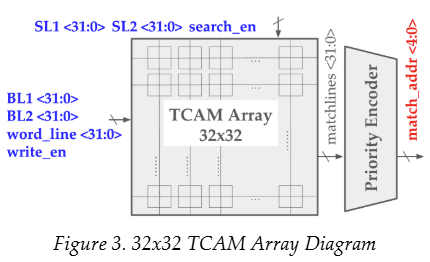 SL1 <31:0> SL2 <31:0> search_en
BL1 <31:0>
BL2 <31:0>
word_line <31:0>
write_en
TCAM Array
32x32
matchlines <31:0>
Priority Encoder
match_addr <4:0>
Figure 3. 32x32 TCAM Array Diagram